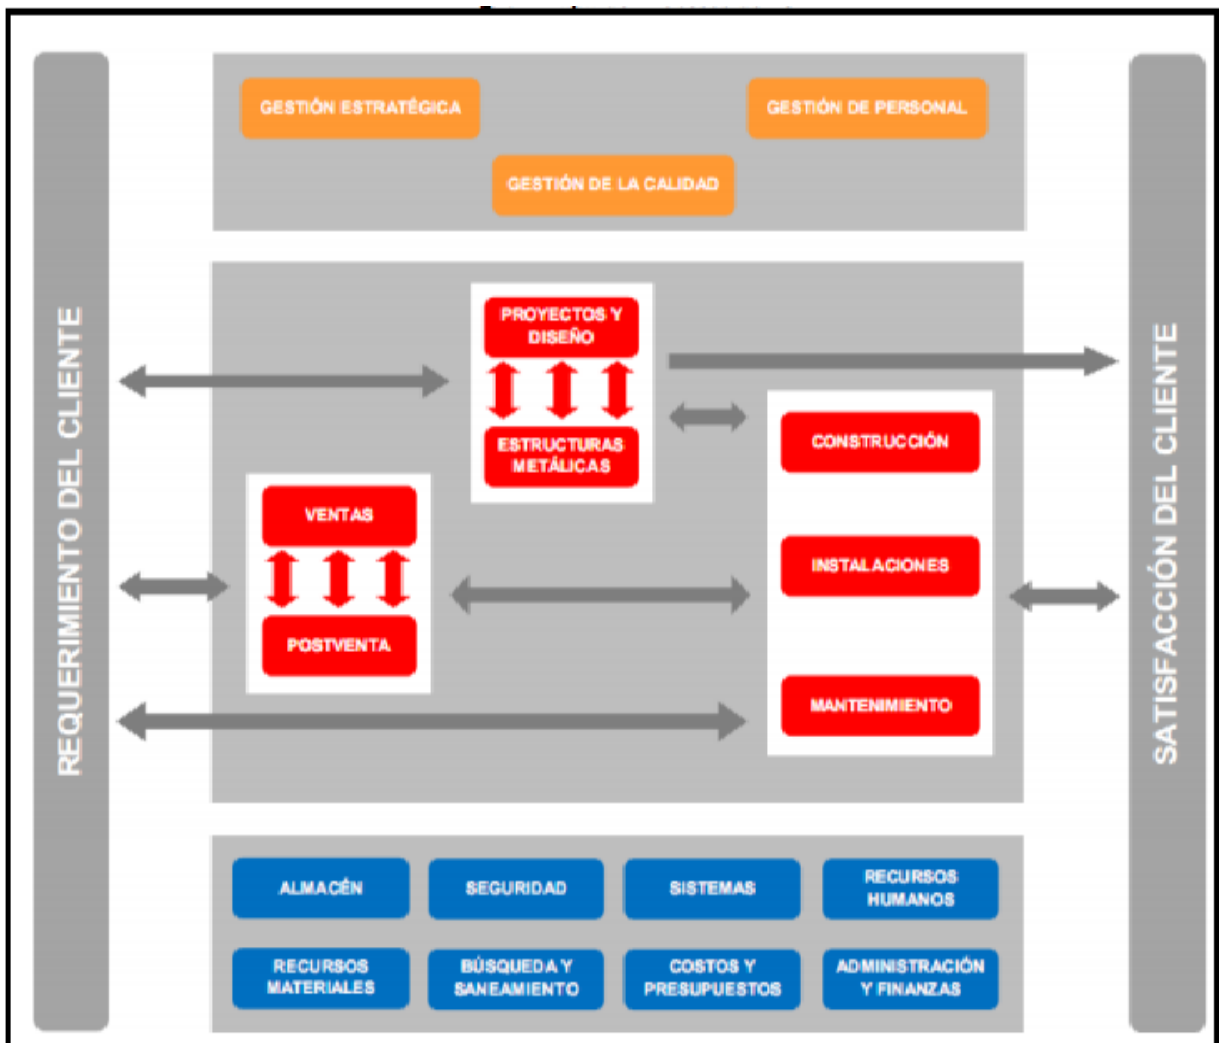 GESTIÓN ESTRATÉGICA
GESTIÓN DE PERSONAL
GESTIÓN DE LA CALIDAD
REQUERIMIENTO DEL CLIENTE
PROYECTOS Y
DISEÑO
ESTRUCTURAS
METÁLICAS
VENTAS
POSTVENTA
CONSTRUCCIÓN
INSTALACIONES
MANTENIMIENTO
SATISFACCIÓN DEL CLIENTE
ALMACÉN
SEGURIDAD
SISTEMAS
RECURSOS
HUMANOS
RECURSOS
MATERIALES
BÚSQUEDA Y
SANEAMIENTO
COSTOS Y
PRESUPUESTOS
ADMINISTRACIÓN
Y FINANZAS